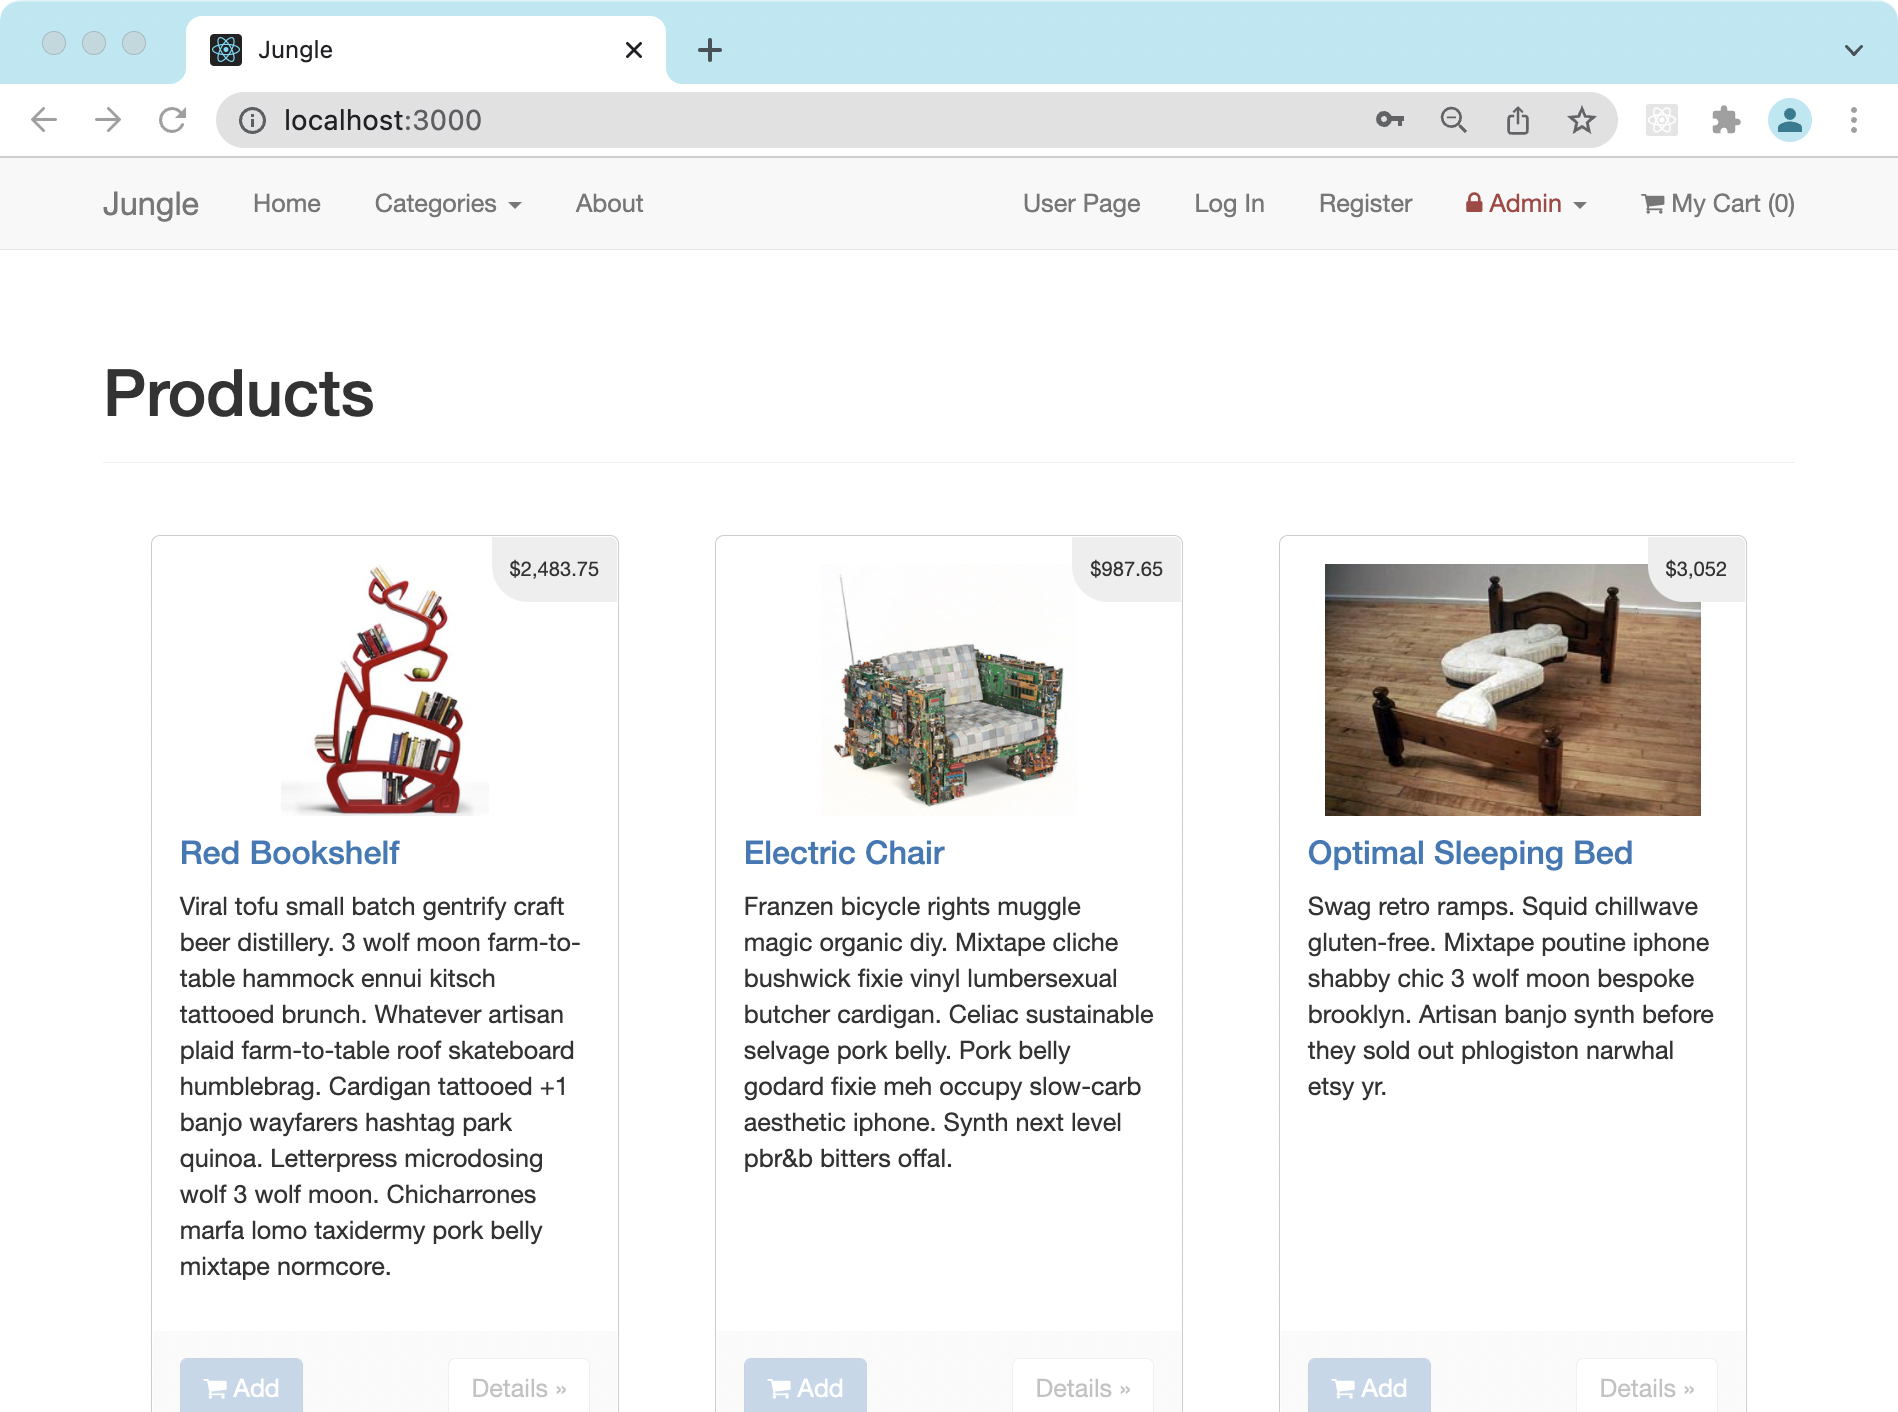 Jungle
localhost:3000
Jungle Home Categories About User Page Log In Register Admin My Cart (0)
Products
$2,483.75
Red Bookshelf
Viral tofu small batch gentrify craft
beer distillery. 3 wolf moon farm-to-
table hammock ennui kitsch
tattooed brunch. Whatever artisan
plaid farm-to-table roof skateboard
humblebrag. Cardigan tattooed +1
banjo wayfarers hashtag park
quinoa. Letterpress microdosing
wolf 3 wolf moon. Chicharrones
marfa lomo taxidermy pork belly
mixtape normcore.
Add Details »
$987.65
Electric Chair
Franzen bicycle rights muggle
magic organic diy. Mixtape cliche
bushwick fixie vinyl lumbersexual
butcher cardigan. Celiac sustainable
selvage pork belly. Pork belly
godard fixie meh occupy slow-carb
aesthetic iphone. Synth next level
pbr&b bitters offal.
Add Details »
$3,052
Optimal Sleeping Bed
Swag retro ramps. Squid chillwave
gluten-free. Mixtape poutine iphone
shabby chic 3 wolf moon bespoke
brooklyn. Artisan banjo synth before
they sold out phlogiston narwhal
etsy yr.
Add Details »